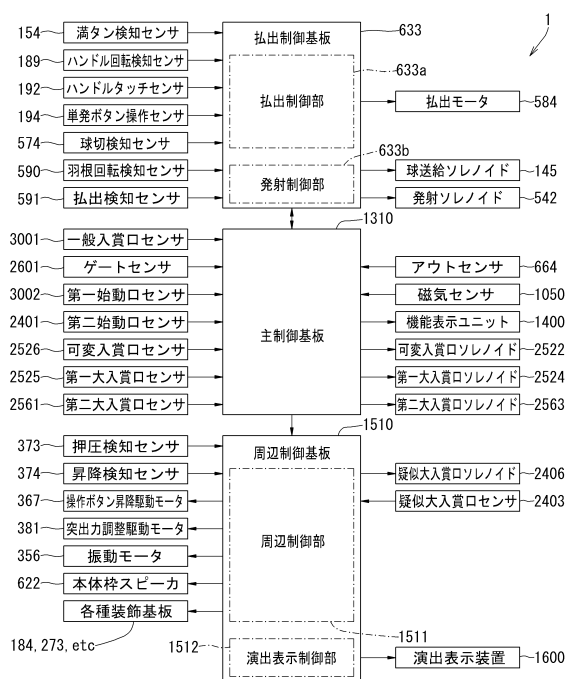 1
154 満タン検知センサ
189 ハンドル回転検知センサ
192 ハンドルタッチセンサ
194 単発ボタン操作センサ
574 球切検知センサ
590 羽根回転検知センサ
591 払出検知センサ
払出制御基板 633
633a
払出制御部
633b
発射制御部
払出モータ 584
球送給ソレノイド 145
発射ソレノイド 542
1310
3001 一般入賞口センサ
2601 ゲートセンサ
3002 第一始動口センサ
2401 第二始動口センサ
2526 可変入賞口センサ
2525 第一大入賞口センサ
2561 第二大入賞口センサ
主制御基板
アウトセンサ 664
磁気センサ 1050
機能表示ユニット 1400
可変入賞口ソレノイド 2522
第一大入賞口ソレノイド 2524
第二大入賞口ソレノイド 2563
1510
373 押圧検知センサ
374 昇降検知センサ
367 操作ボタン昇降駆動モータ
381 突出力調整駆動モータ
356 振動モータ
622 本体枠スピーカ
各種装飾基板
184, 273, etc
周辺制御基板
周辺制御部
1512
1511
演出表示制御部
疑似大入賞口ソレノイド 2406
疑似大入賞口センサ 2403
演出表示装置 1600